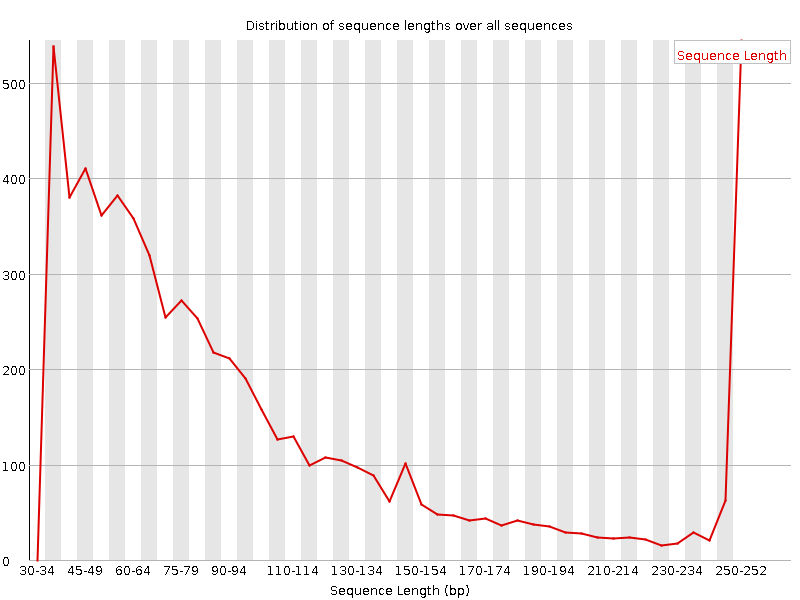 Distribution of sequence lengths over all sequences
Sequence Length
500
400
300
200
100
0
30-34 45-49 60-64 75-79 90-94 110-114 130-134 150-154 170-174 190-194 210-214 230-234 250-252
Sequence Length (bp)